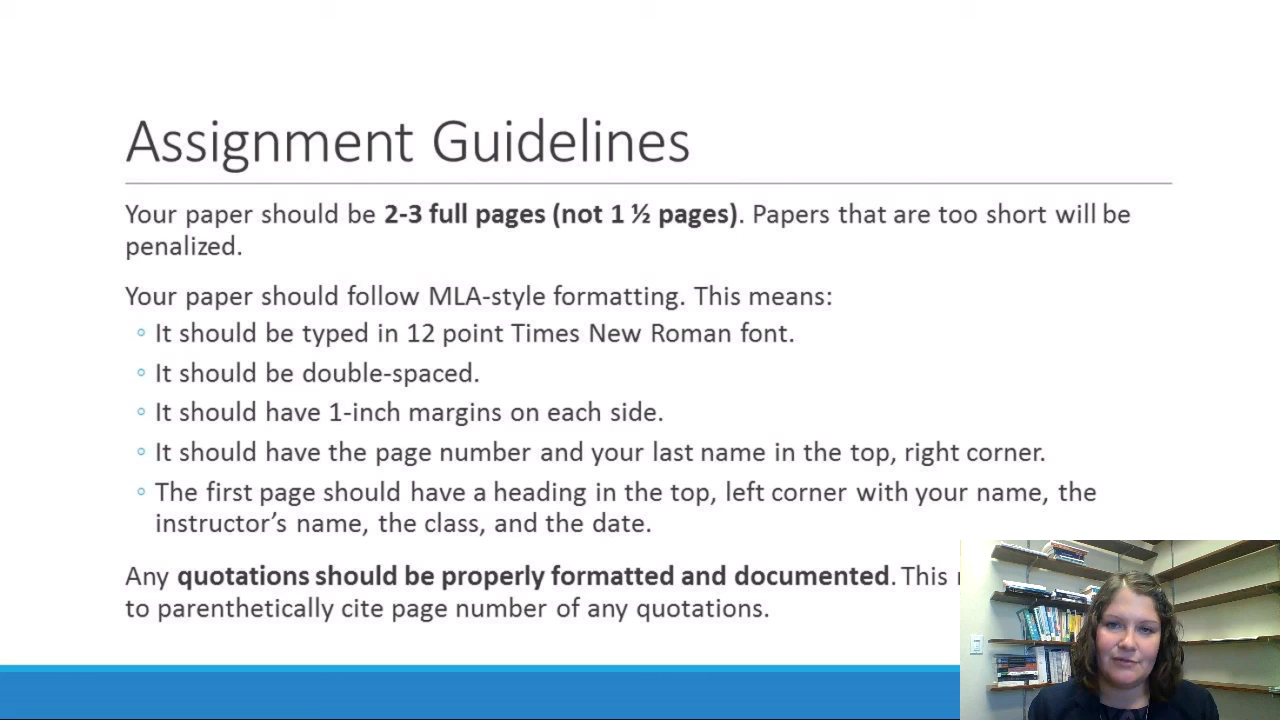 Assignment Guidelines
Your paper should be 2-3 full pages (not 1 ½ pages). Papers that are too short will be
penalized.
Your paper should follow MLA-style formatting. This means:
◦ It should be typed in 12 point Times New Roman font.
◦ It should be double-spaced.
◦ It should have 1-inch margins on each side.
◦ It should have the page number and your last name in the top, right corner.
◦ The first page should have a heading in the top, left corner with your name, the
instructor’s name, the class, and the date.
Any quotations should be properly formatted and documented. This
to parenthetically cite page number of any quotations.